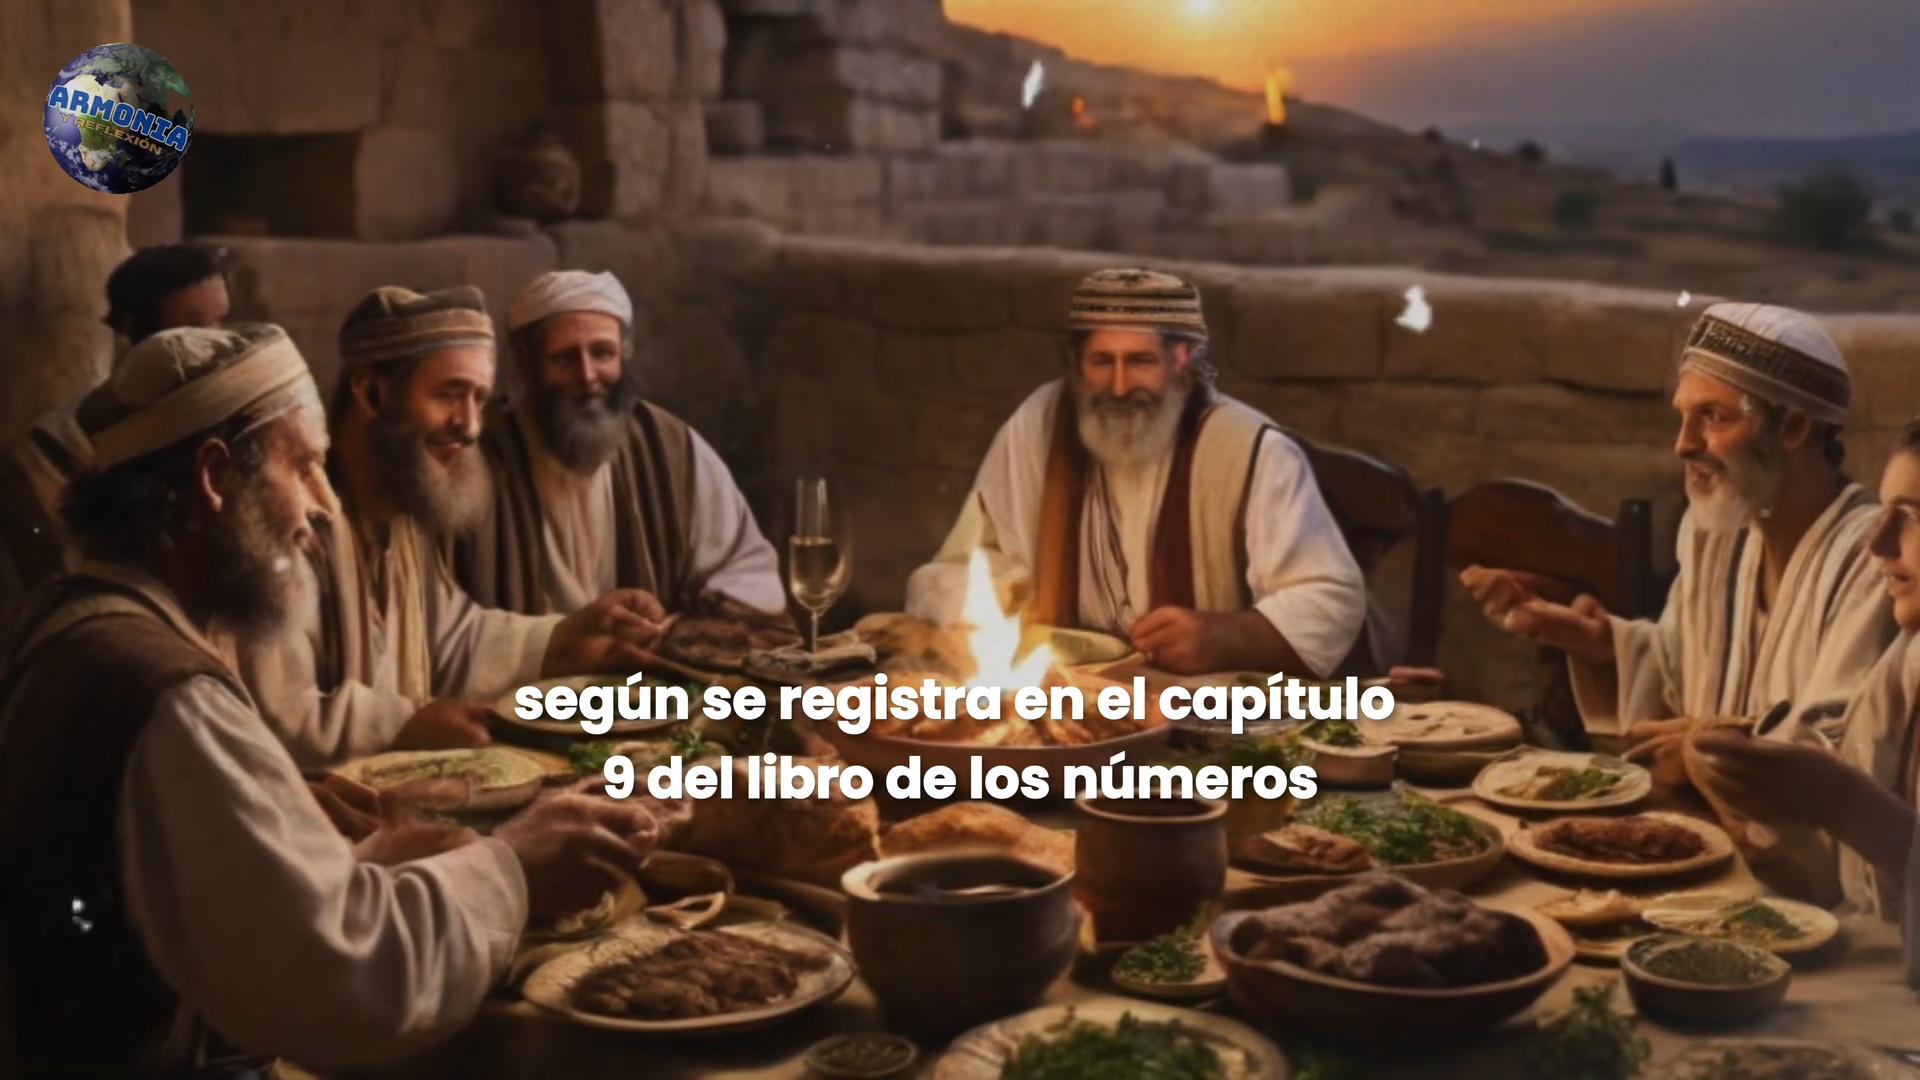 ARMONIA
Y REFLEXIÓN
según se registra en el capítulo
9 del libro de los números